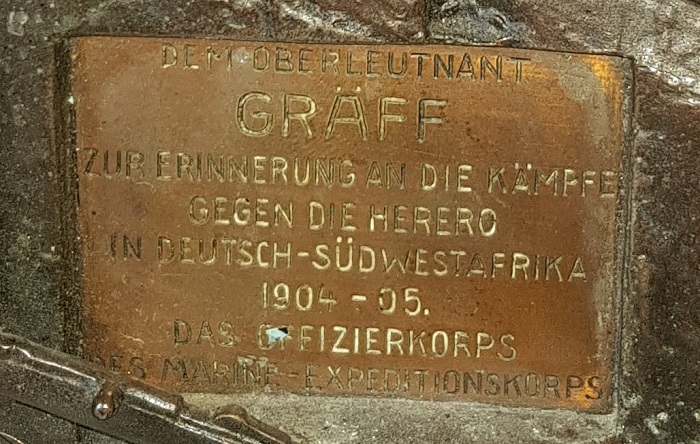 DEM OBERLEUTNANT
GRÄFF
ZUR ERINNERUNG AN DIE KÄMPFE
GEGEN DIE HERERO
IN DEUTSCH-SÜDWESTAFRIKA
1904 - 05.
DAS OFFIZIERKORPS
DES MARINE-EXPEDITIONSKORPS